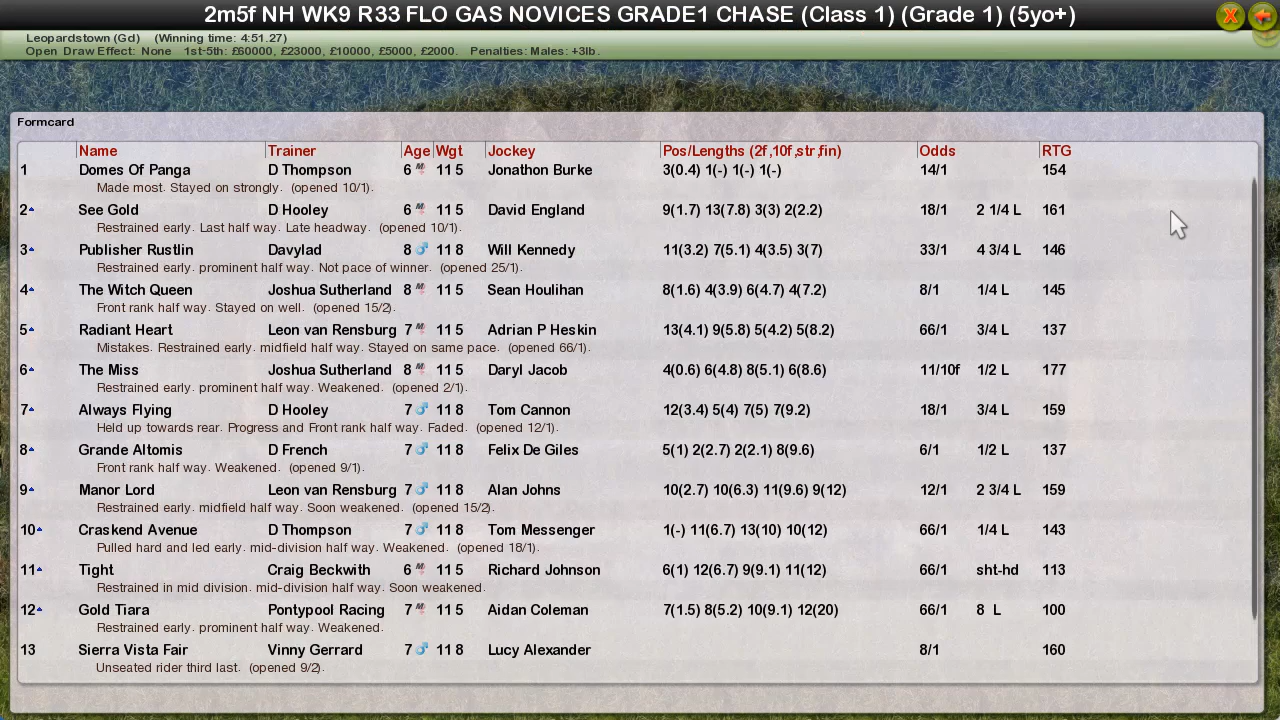 2m5f NH WK9 R33 FLO GAS NOVICES GRADE1 CHASE (Class 1) (Grade 1) (5yo+)
Leopardstown (Gd) (Winning time: 4:51.27)
Open Draw Effect: None 1st-5th: £60000, £23000, £10000, £5000, £2000. Penalties: Males: +3lb.
Formcard
Name Trainer Age Wgt Jockey Pos/Lengths (2f,10f,str,fin) Odds RTG
1 Domes Of Panga D Thompson 6 11 5 Jonathon Burke 3(0.4) 1(-) 1(-) 1(-) 14/1 154
Made most. Stayed on strongly. (opened 10/1).
2 See Gold D Hooley 6 11 5 David England 9(1.7) 13(7.8) 3(3) 2(2.2) 18/1 2 1/4 L 161
Restrained early. Last half way. Late headway. (opened 10/1).
3 Publisher Rustlin Davylad 8 11 8 Will Kennedy 11(3.2) 7(5.1) 4(3.5) 3(7) 33/1 4 3/4 L 146
Restrained early. prominent half way. Not pace of winner. (opened 25/1).
4 The Witch Queen Joshua Sutherland 8 11 5 Sean Houlihan 8(1.6) 4(3.9) 6(4.7) 4(7.2) 8/1 1/4 L 145
Front rank half way. Stayed on well. (opened 15/2).
5 Radiant Heart Leon van Rensburg 7 11 5 Adrian P Heskin 13(4.1) 9(5.8) 5(4.2) 5(8.2) 66/1 3/4 L 137
Mistakes. Restrained early. midfield half way. Stayed on same pace. (opened 66/1).
6 The Miss Joshua Sutherland 8 11 5 Daryl Jacob 4(0.6) 6(4.8) 8(5.1) 6(8.6) 11/10f 1/2 L 177
Restrained early. prominent half way. Weakened. (opened 2/1).
7 Always Flying D Hooley 7 11 8 Tom Cannon 12(3.4) 5(4) 7(5) 7(9.2) 18/1 3/4 L 159
Held up towards rear. Progress and Front rank half way. Faded. (opened 12/1).
8 Grande Altomis D French 7 11 8 Felix De Giles 5(1) 2(2.7) 2(2.1) 8(9.6) 6/1 1/2 L 137
Front rank half way. Weakened. (opened 9/1).
9 Manor Lord Leon van Rensburg 7 11 8 Alan Johns 10(2.7) 10(6.3) 11(9.6) 9(12) 12/1 2 3/4 L 159
Restrained early. midfield half way. Soon weakened. (opened 15/2).
10 Craskend Avenue D Thompson 7 11 8 Tom Messenger 1(-) 11(6.7) 13(10) 10(12) 66/1 1/4 L 143
Pulled hard and led early. mid-division half way. Weakened. (opened 18/1).
11 Tight Craig Beckwith 6 11 5 Richard Johnson 6(1) 12(6.7) 9(9.1) 11(12) 66/1 sht-hd 113
Restrained in mid division. mid-division half way. Soon weakened.
12 Gold Tiara Pontypool Racing 7 11 5 Aidan Coleman 7(1.5) 8(5.2) 10(9.1) 12(20) 66/1 8 L 100
Restrained early. prominent half way. Weakened.
13 Sierra Vista Fair Vinny Gerrard 7 11 8 Lucy Alexander 8/1 160
Unseated rider third last. (opened 9/2).